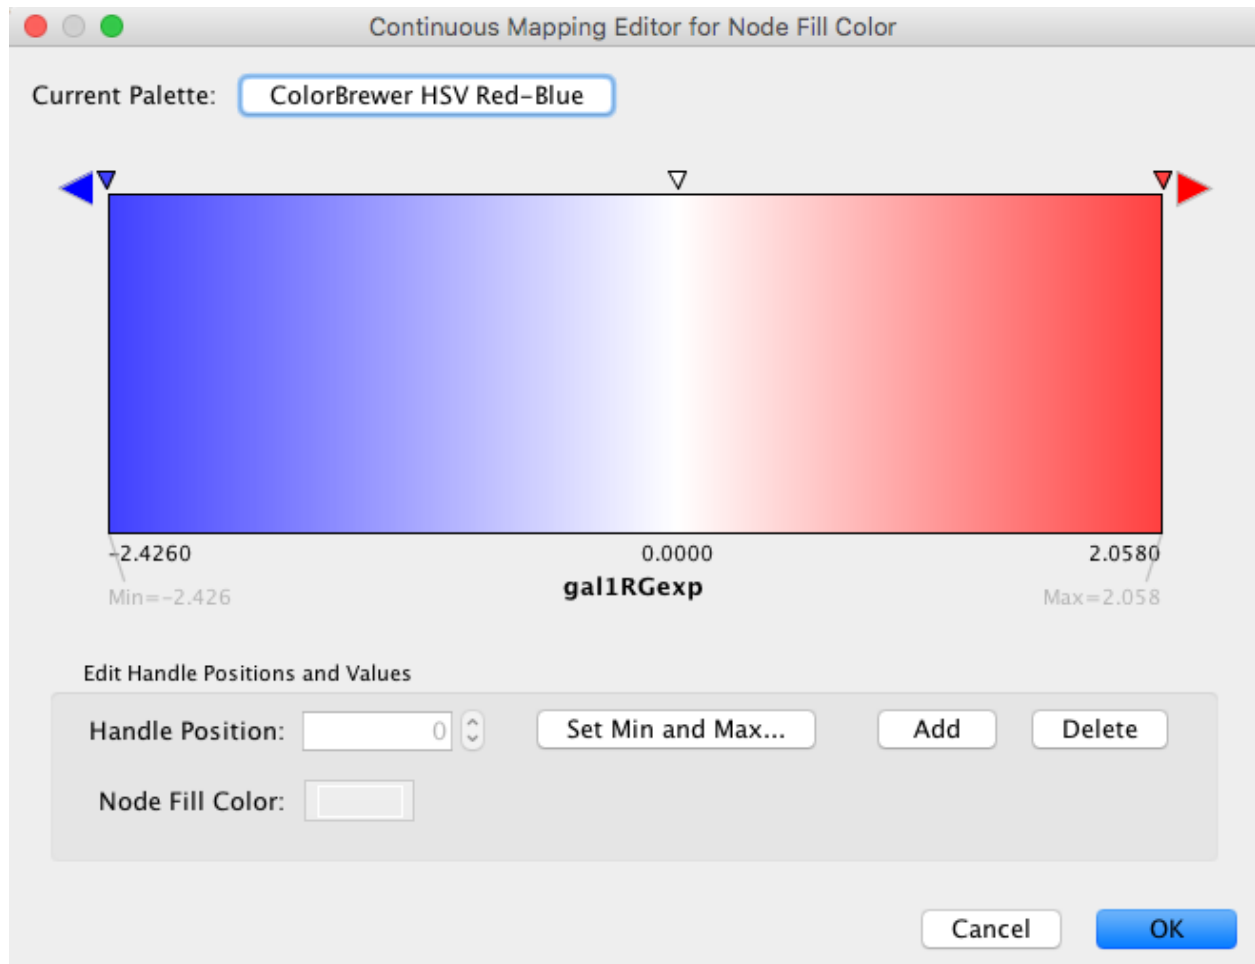 Continuous Mapping Editor for Node Fill Color
Current Palette: ColorBrewer HSV Red-Blue
-2.4260 0.0000 2.0580
Min=-2.426 gal1RGexp Max=2.058
Edit Handle Positions and Values
Handle Position: 0 Set Min and Max... Add Delete
Node Fill Color:
Cancel OK